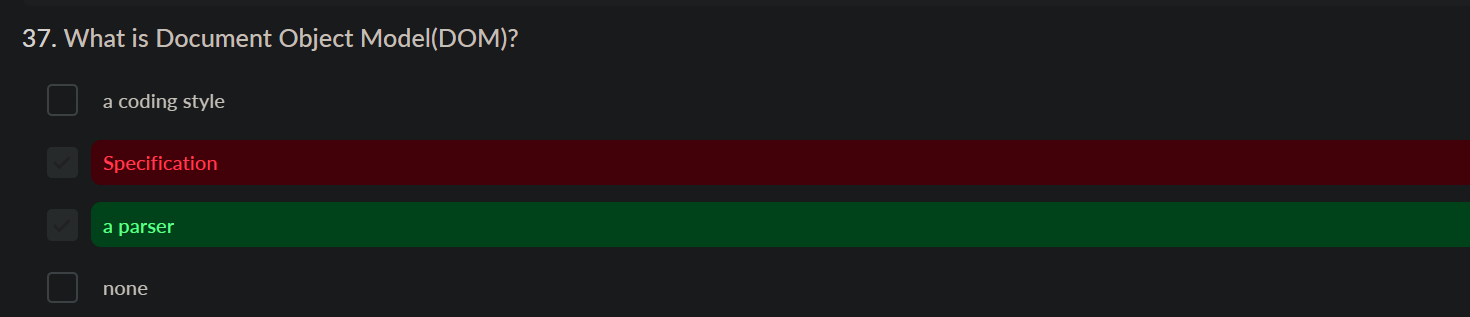 37. What is Document Object Model(DOM)?
a coding style
Specification
a parser
none